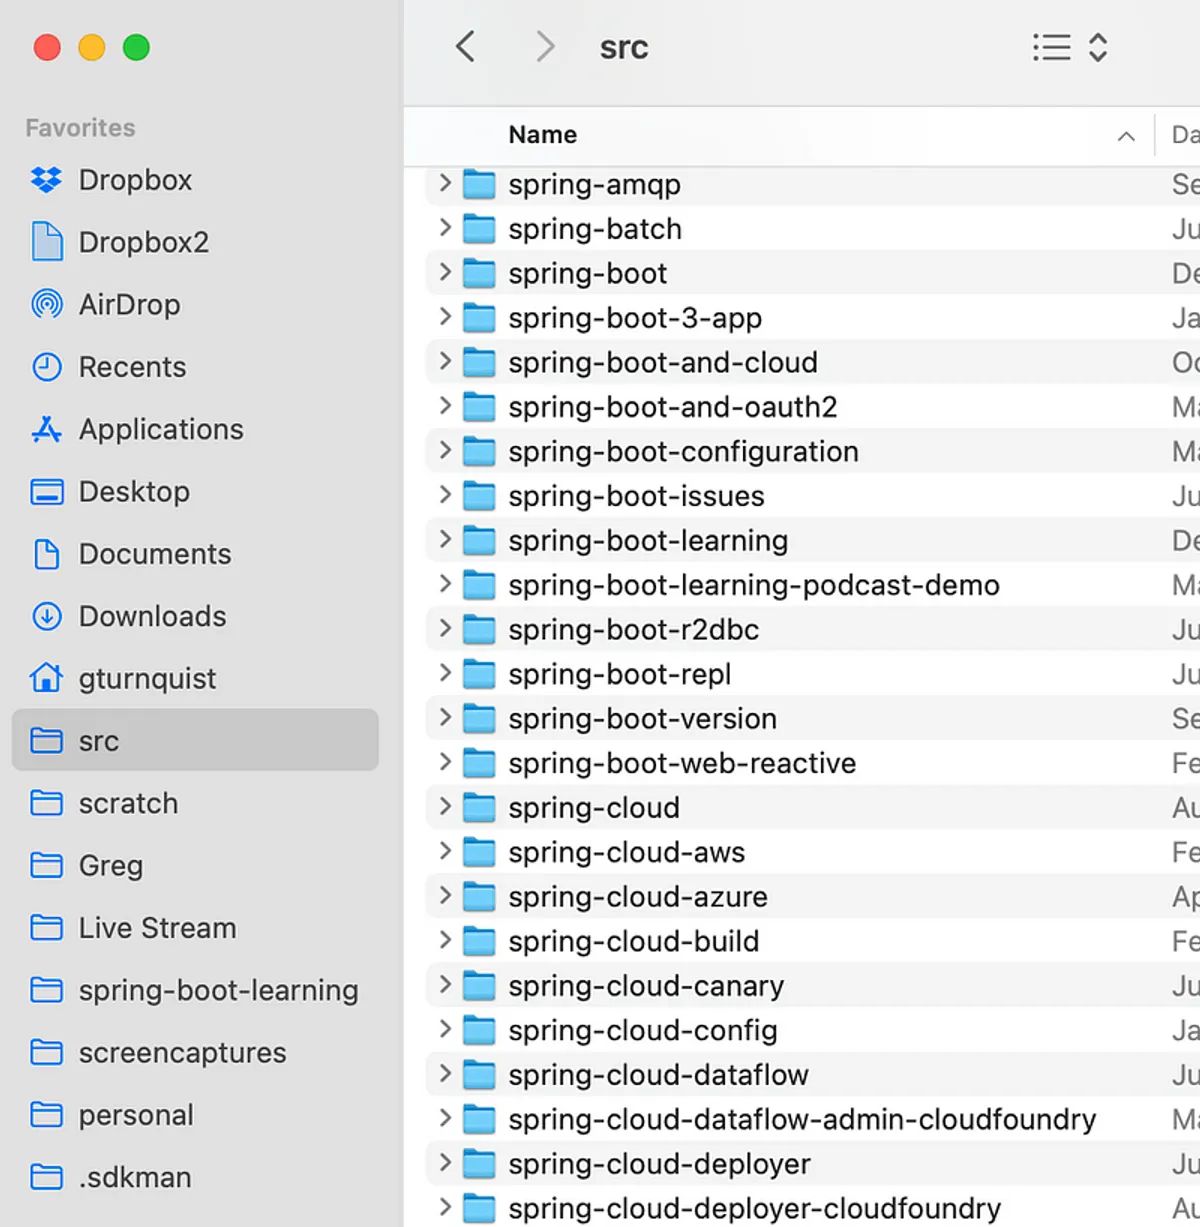 src
Favorites
Dropbox
Dropbox2
AirDrop
Recents
Applications
Desktop
Documents
Downloads
gturnquist
src
scratch
Greg
Live Stream
spring-boot-learning
screencaptures
personal
.sdkman
Name Da
spring-amqp Se
spring-batch Ju
spring-boot De
spring-boot-3-app Ja
spring-boot-and-cloud Oc
spring-boot-and-oauth2 Ma
spring-boot-configuration Ma
spring-boot-issues Ju
spring-boot-learning De
spring-boot-learning-podcast-demo Ma
spring-boot-r2dbc Ju
spring-boot-repl Ju
spring-boot-version Se
spring-boot-web-reactive Fe
spring-cloud Au
spring-cloud-aws Fe
spring-cloud-azure Ap
spring-cloud-build Fe
spring-cloud-canary Ju
spring-cloud-config Ja
spring-cloud-dataflow Ju
spring-cloud-dataflow-admin-cloudfoundry Ma
spring-cloud-deployer Ju
spring-cloud-deployer-cloudfoundry Au